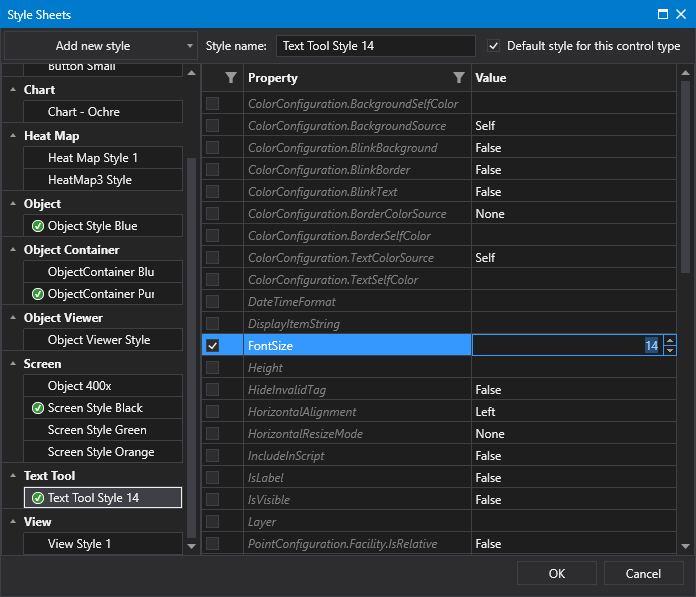 Style Sheets
Add new style
Style name: Text Tool Style 14
Default style for this control type
Button Small
Chart
Chart - Ochre
Heat Map
Heat Map Style 1
HeatMap3 Style
Object
Object Style Blue
Object Container
ObjectContainer Blu
ObjectContainer Pur
Object Viewer
Object Viewer Style
Screen
Object 400x
Screen Style Black
Screen Style Green
Screen Style Orange
Text Tool
Text Tool Style 14
View
View Style 1
Property Value
ColorConfiguration.BackgroundSelfColor
ColorConfiguration.BackgroundSource Self
ColorConfiguration.BlinkBackground False
ColorConfiguration.BlinkBorder False
ColorConfiguration.BlinkText False
ColorConfiguration.BorderColorSource None
ColorConfiguration.BorderSelfColor
ColorConfiguration.TextColorSource Self
ColorConfiguration.TextSelfColor
DateTimeFormat
DisplayItemString
FontSize 14
Height
HideInvalidTag False
HorizontalAlignment Left
HorizontalResizeMode None
IncludeInScript False
IsLabel False
IsVisible False
Layer
PointConfiguration.Facility.IsRelative False
OK
Cancel